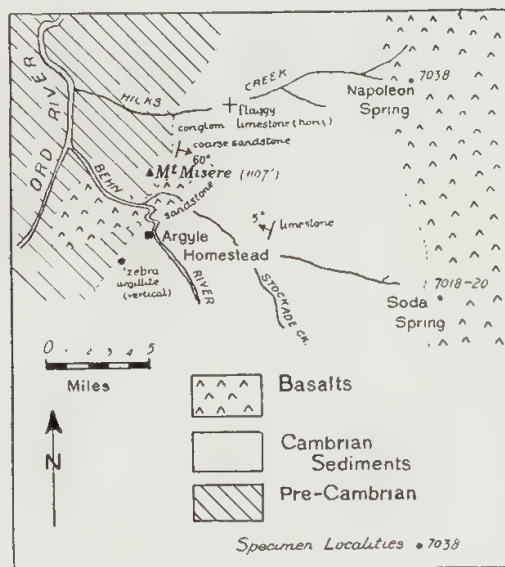 ORD RIVER
HICKS CREEK
7038
Napoleon
Spring
flaggy
conglom limestone (horis)
coarse sandstone
60°
Mt Misère (1107')
BEHN RIVER
sandstone
5°
limestone
Argyle
Homestead
zebra
argillite
(vertical)
STOCKADE CK.
7018-20
Soda
Spring
0 1 2 3 4 5
Miles
N
Basalts
Cambrian
Sediments
Pre-Cambrian
Specimen Localities • 7038